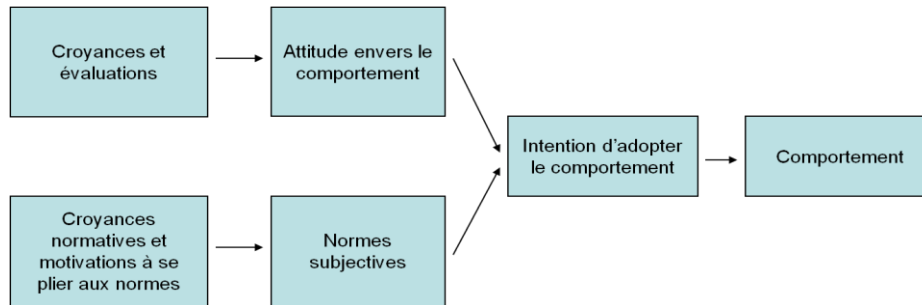 Croyances et
évaluations
Attitude envers le
comportement
Intention d'adopter
le comportement
Comportement
Croyances
normatives et
motivations à se
plier aux normes
Normes
subjectives